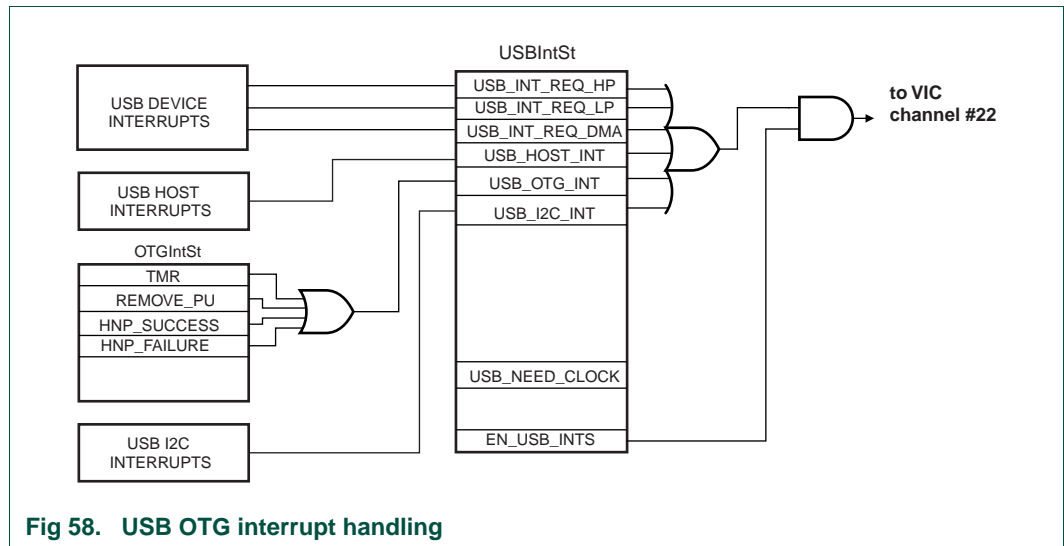 USBIntSt
USB DEVICE
INTERRUPTS
USB_INT_REQ_HP
USB_INT_REQ_LP
USB_INT_REQ_DMA
USB_HOST_INT
USB_OTG_INT
USB_I2C_INT
USB_NEED_CLOCK
EN_USB_INTS
to VIC
channel #22
USB HOST
INTERRUPTS
OTGIntSt
TMR
REMOVE_PU
HNP_SUCCESS
HNP_FAILURE
USB I2C
INTERRUPTS
Fig 58. USB OTG interrupt handling